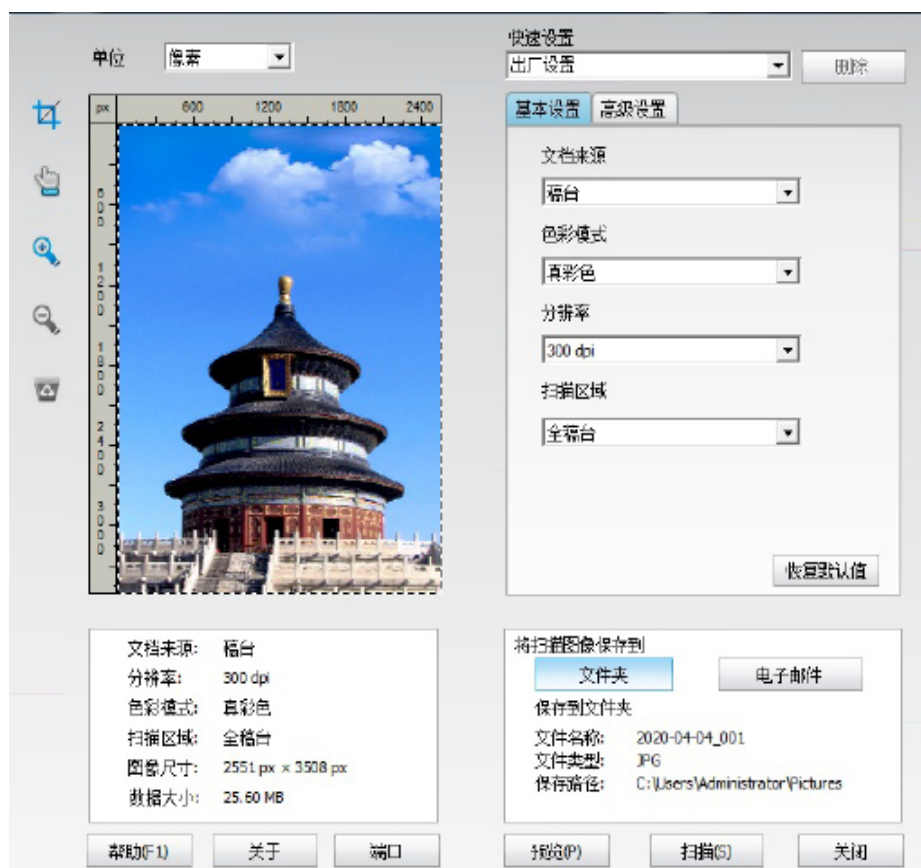 单位
像素
px 600 1200 1800 2400
600
1200
1800
2400
3000
快速设置
出厂设置
删除
基本设置 高级设置
文档来源
稿台
色彩模式
真彩色
分辨率
300 dpi
扫描区域
全稿台
恢复默认值
文档来源: 稿台
分辨率: 300 dpi
色彩模式: 真彩色
扫描区域: 全稿台
图像尺寸: 2551 px × 3508 px
数据大小: 25.60 MB
将扫描图像保存到
文件夹 电子邮件
保存到文件夹
文件名称: 2020-04-04_001
文件类型: JPG
保存路径: C:\Users\Administrator\Pictures
帮助(F1) 关于 端口 预览(P) 扫描(S) 关闭